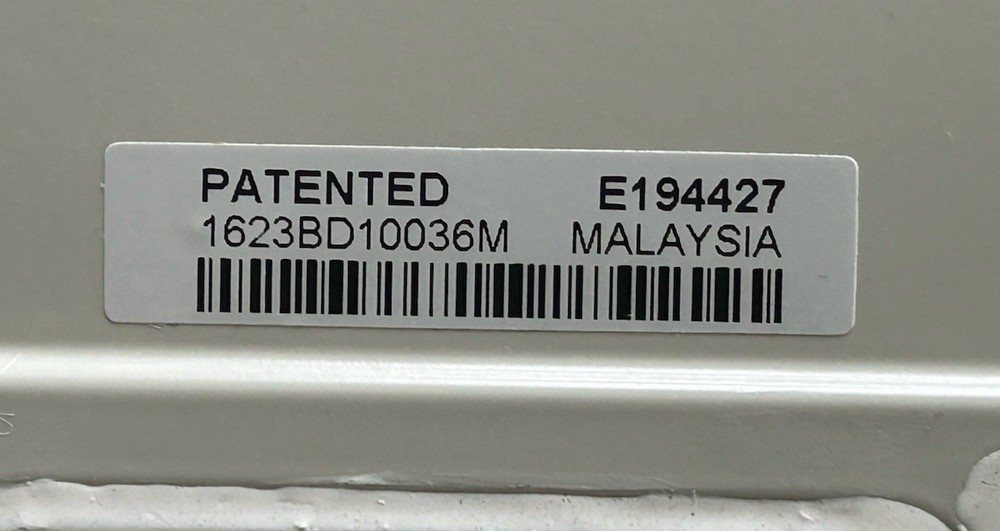 PATENTED E194427
1623BD10036M MALAYSIA